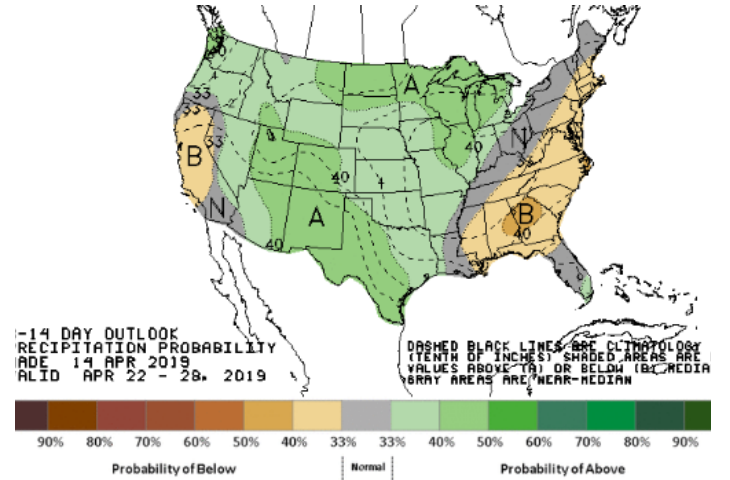 A
33
33
33
B
N
N
40
40
33
A
B
40
40
-14 DAY OUTLOOK
RECIPITATION PROBABILITY
ADE 14 APR 2019
ALID APR 22 - 28, 2019
DASHED BLACK LINES ARE CLIMATOLOGY
(TENTH OF INCHES) SHADED AREAS ARE
VALUES ABOVE (A) OR BELOW (B) MEDIA
GRAY AREAS ARE NEAR-MEDIAN
90% 80% 70% 60% 50% 40% 33% 33% 40% 50% 60% 70% 80% 90%
Probability of Below Normal Probability of Above